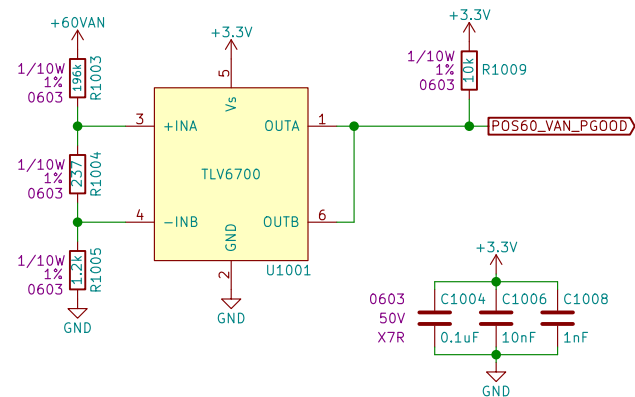 +60VAN
+3.3V
+3.3V
1/10W
1%
0603
196k
R1003
5
Vs
1/10W
1%
0603
10k
R1009
3
+INA
OUTA
1
POS60_VAN_PGOOD
1/10W
1%
0603
237
R1004
TLV6700
4
-INB
OUTB
6
GND
2
U1001
1/10W
1%
0603
1.2k
R1005
GND
GND
+3.3V
0603
50V
X7R
C1004
0.1uF
C1006
10nF
C1008
1nF
GND